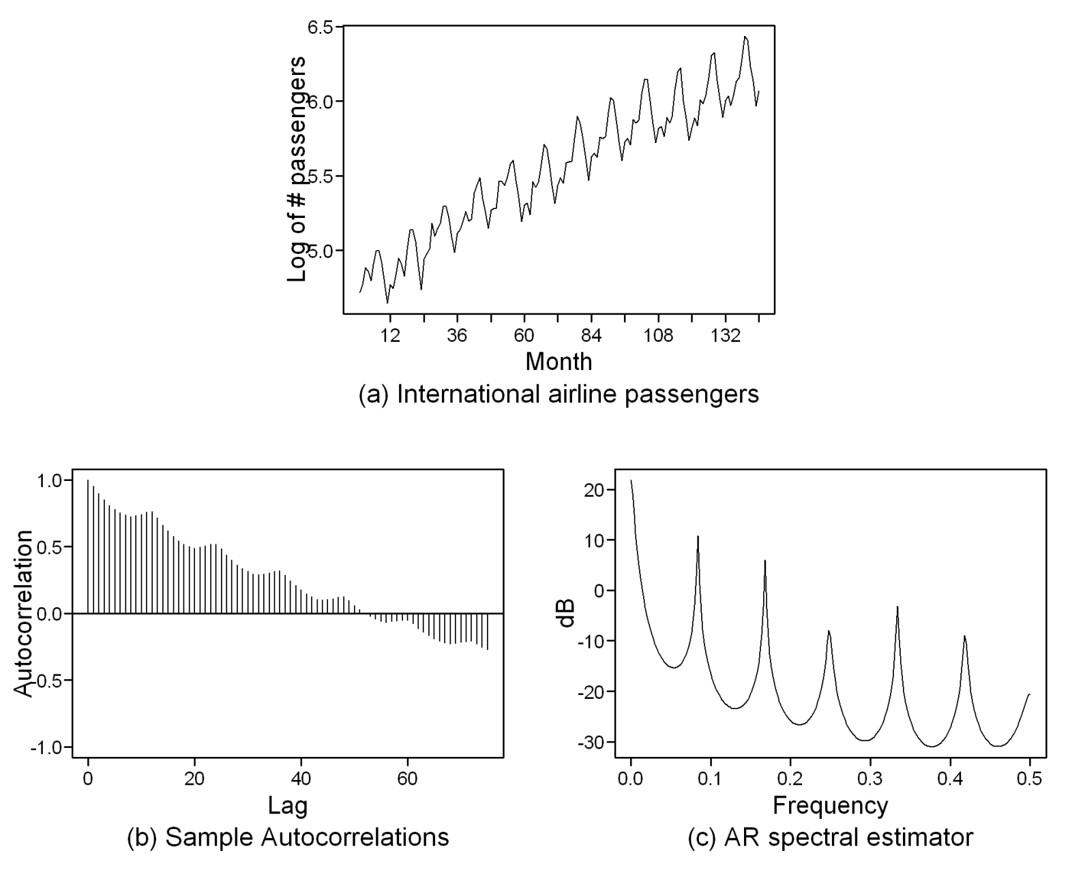 6.5
6.0
5.5
5.0
Log of # passengers
12 36 60 84 108 132
Month
(a) International airline passengers
1.0
0.5
0.0
-0.5
-1.0
Autocorrelation
0 20 40 60
Lag
(b) Sample Autocorrelations
20
10
0
-10
-20
-30
dB
0.0 0.1 0.2 0.3 0.4 0.5
Frequency
(c) AR spectral estimator